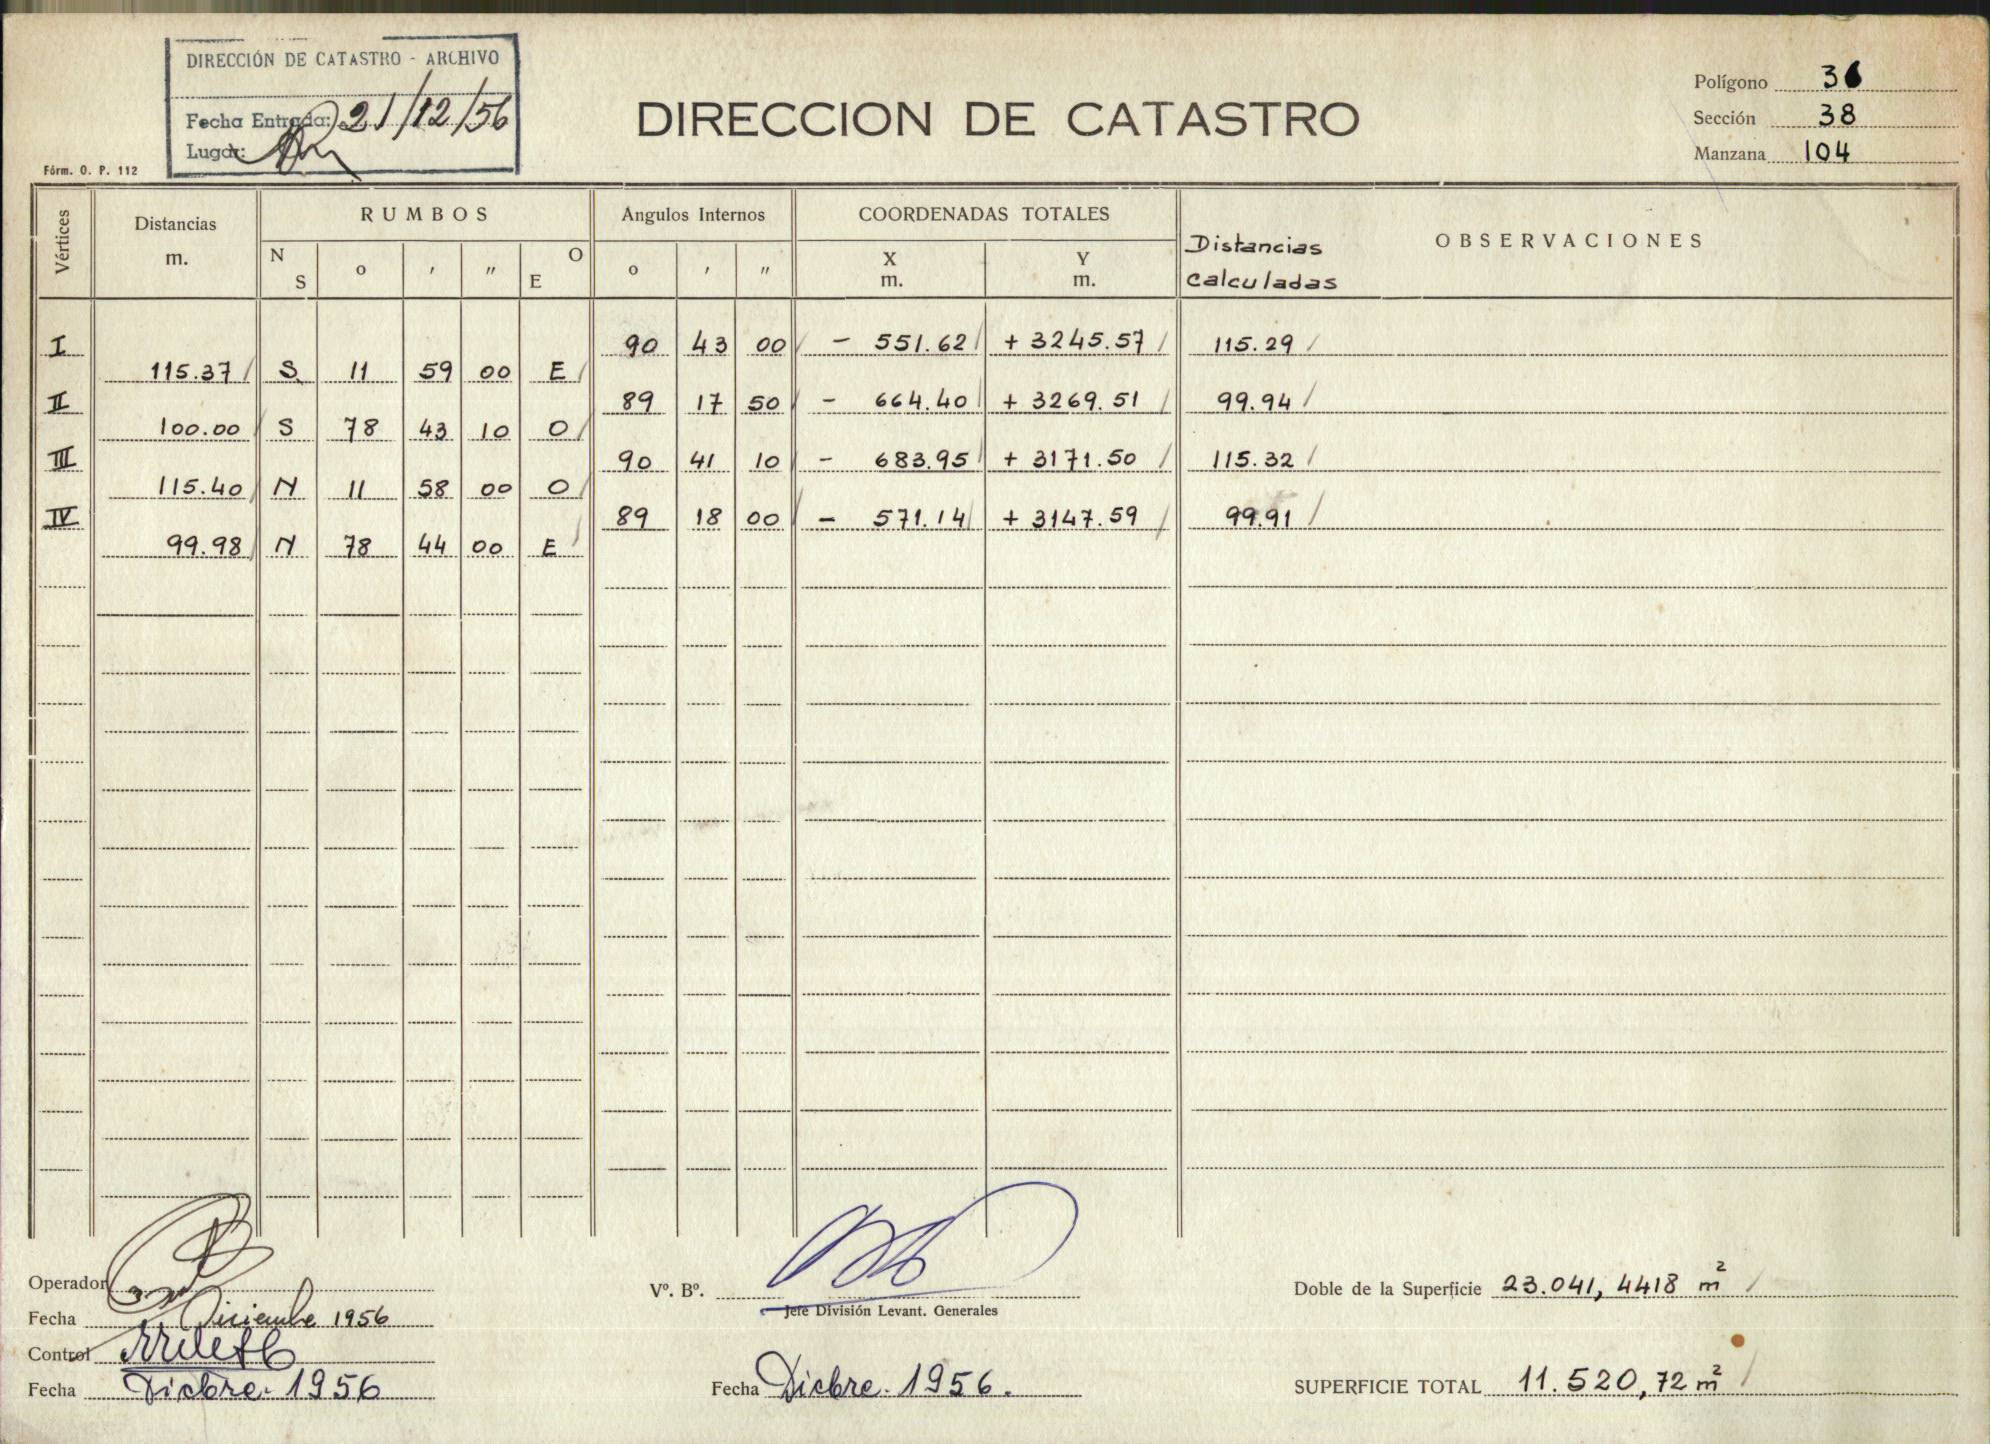 DIRECCIÓN DE CATASTRO - ARCHIVO
Fecha Entrada: 21/12/56
Lugar:
Fórm. O. P. 112
DIRECCION DE CATASTRO
Polígono 36
Sección 38
Manzana 104
Vértices Distancias m. RUMBOS Angulos Internos COORDENADAS TOTALES Distancias calculadas OBSERVACIONES
N S o ' " O E o ' " X m. Y m.
I 90 43 00 - 551.62 + 3245.57 115.29
115.37 S 11 59 00 E
II 89 17 50 - 664.40 + 3269.51 99.94
100.00 S 78 43 10 O
III 90 41 10 - 683.95 + 3171.50 115.32
115.40 N 11 58 00 O
IV 89 18 00 - 571.14 + 3147.59 99.91
99.98 N 78 44 00 E
Operador
Fecha Diciembre 1956
Control
Fecha Dicbre. 1956
Vº. Bº.
Jefe División Levant. Generales
Fecha Dicbre. 1956.
Doble de la Superficie 23.041,4418 m²
SUPERFICIE TOTAL 11.520,72 m²